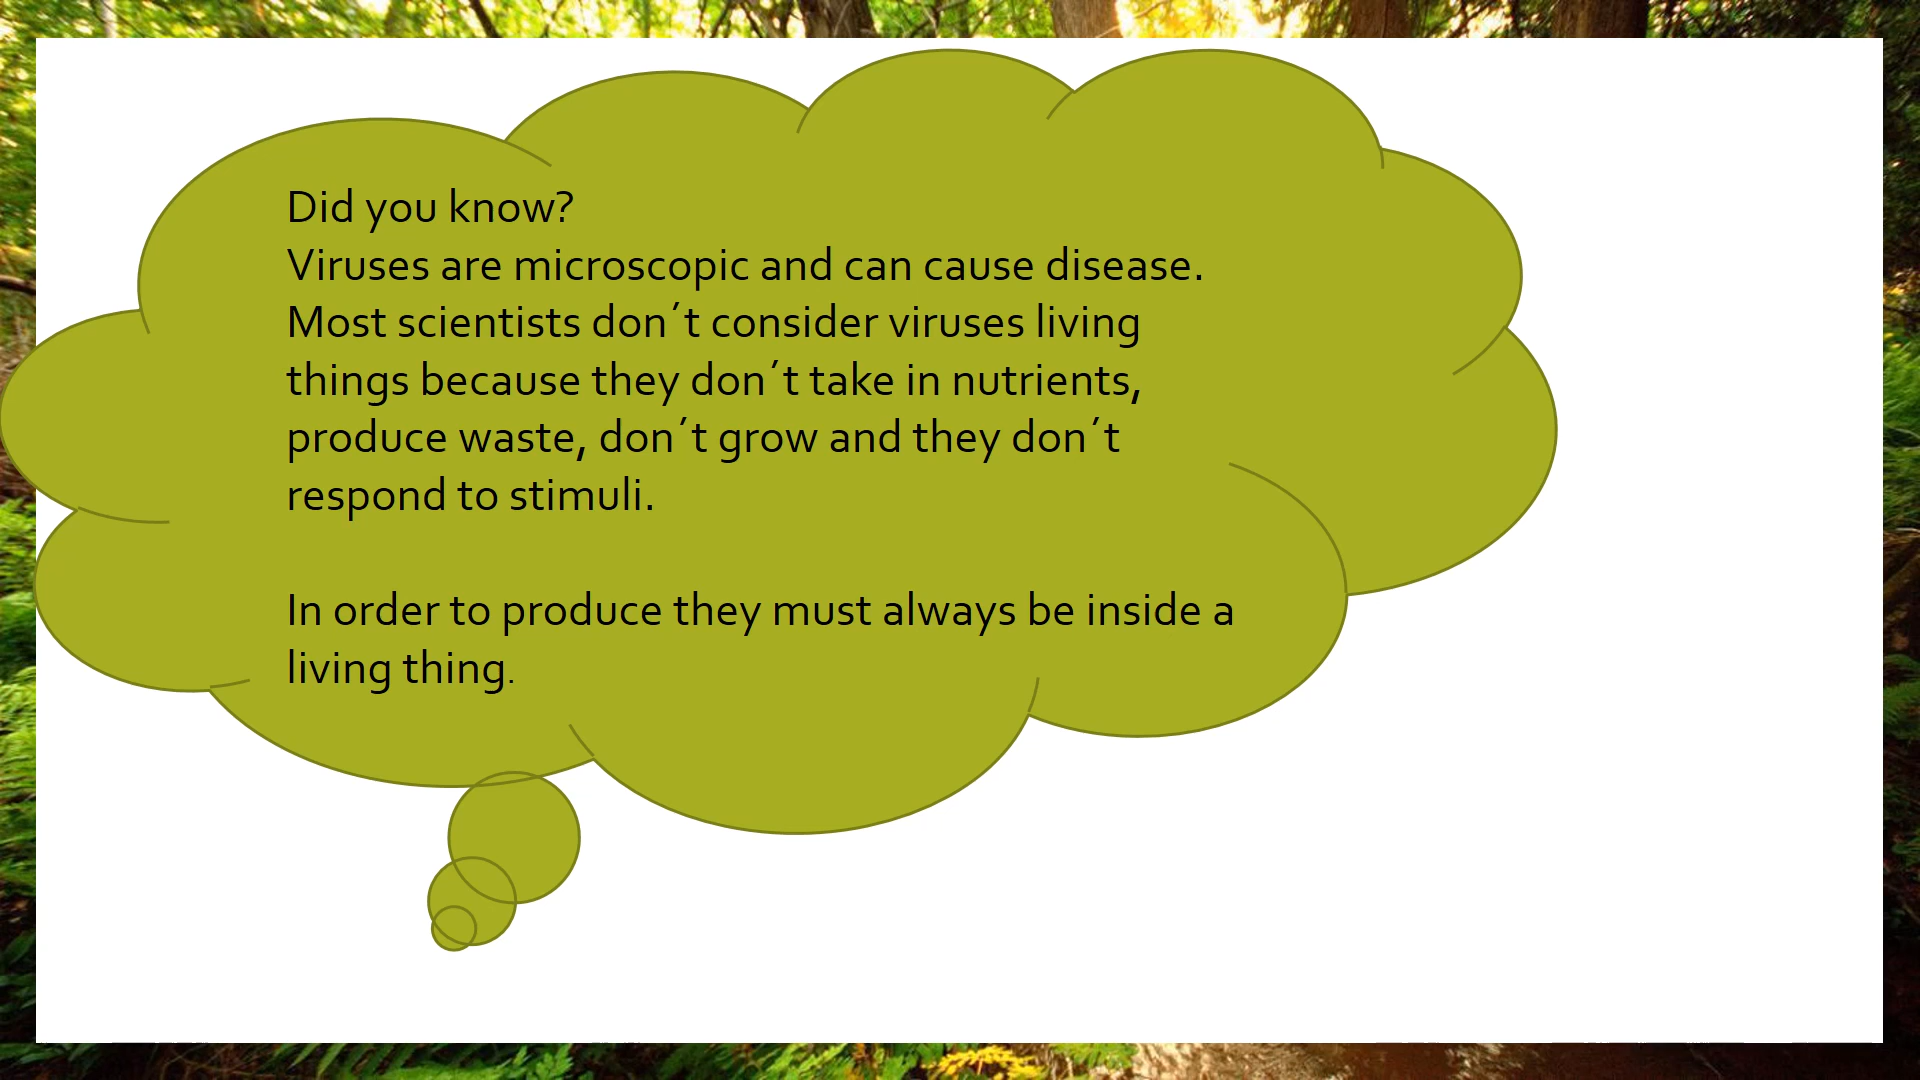 Did you know?
Viruses are microscopic and can cause disease.
Most scientists don´t consider viruses living
things because they don´t take in nutrients,
produce waste, don´t grow and they don´t
respond to stimuli.
In order to produce they must always be inside a
living thing.